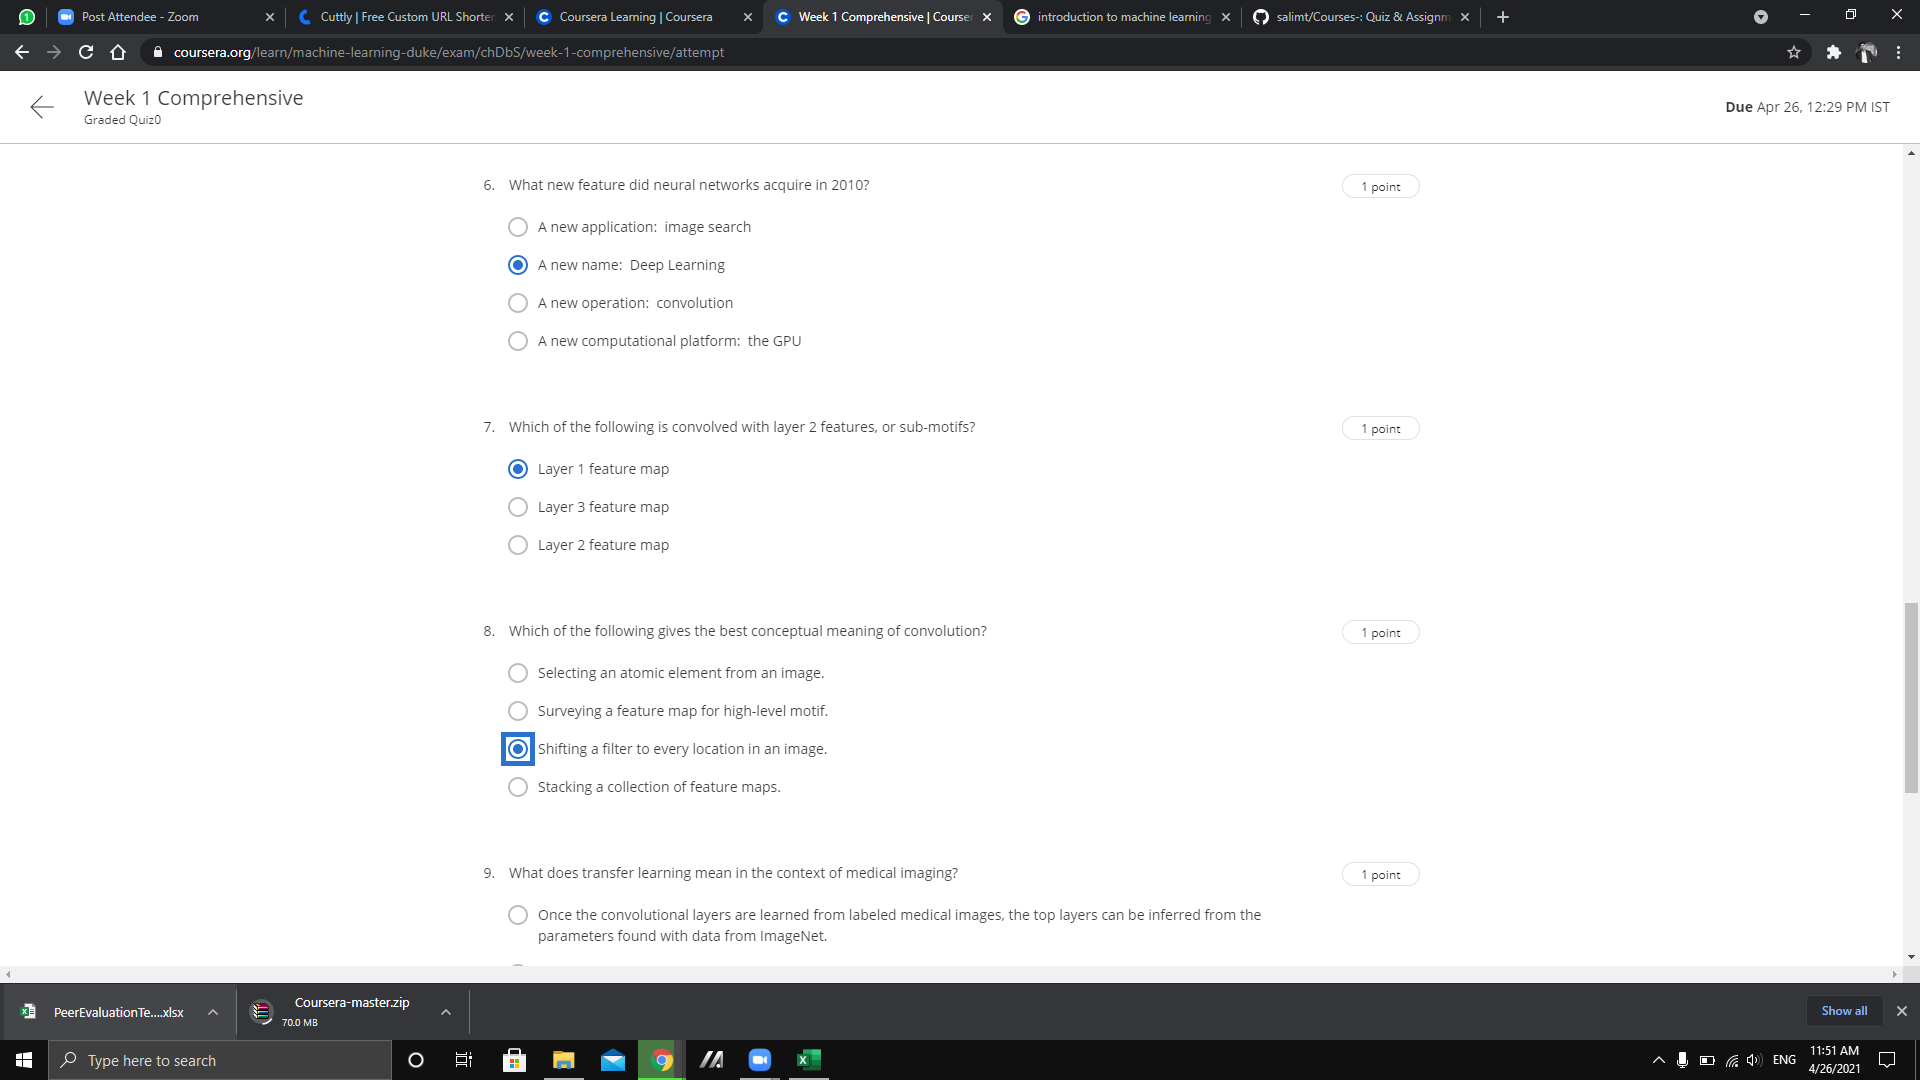 Post Attendee - Zoom
Cuttly | Free Custom URL Shorten
Coursera Learning | Coursera
Week 1 Comprehensive | Courser
introduction to machine learning
salimt/Courses-: Quiz & Assignm
coursera.org/learn/machine-learning-duke/exam/chDbS/week-1-comprehensive/attempt
Week 1 Comprehensive
Graded Quiz0
Due Apr 26, 12:29 PM IST
6. What new feature did neural networks acquire in 2010?
1 point
A new application: image search
A new name: Deep Learning
A new operation: convolution
A new computational platform: the GPU
7. Which of the following is convolved with layer 2 features, or sub-motifs?
1 point
Layer 1 feature map
Layer 3 feature map
Layer 2 feature map
8. Which of the following gives the best conceptual meaning of convolution?
1 point
Selecting an atomic element from an image.
Surveying a feature map for high-level motif.
Shifting a filter to every location in an image.
Stacking a collection of feature maps.
9. What does transfer learning mean in the context of medical imaging?
1 point
Once the convolutional layers are learned from labeled medical images, the top layers can be inferred from the
parameters found with data from ImageNet.
PeerEvaluationTe....xlsx
Coursera-master.zip
70.0 MB
Show all
Type here to search
ENG
11:51 AM
4/26/2021